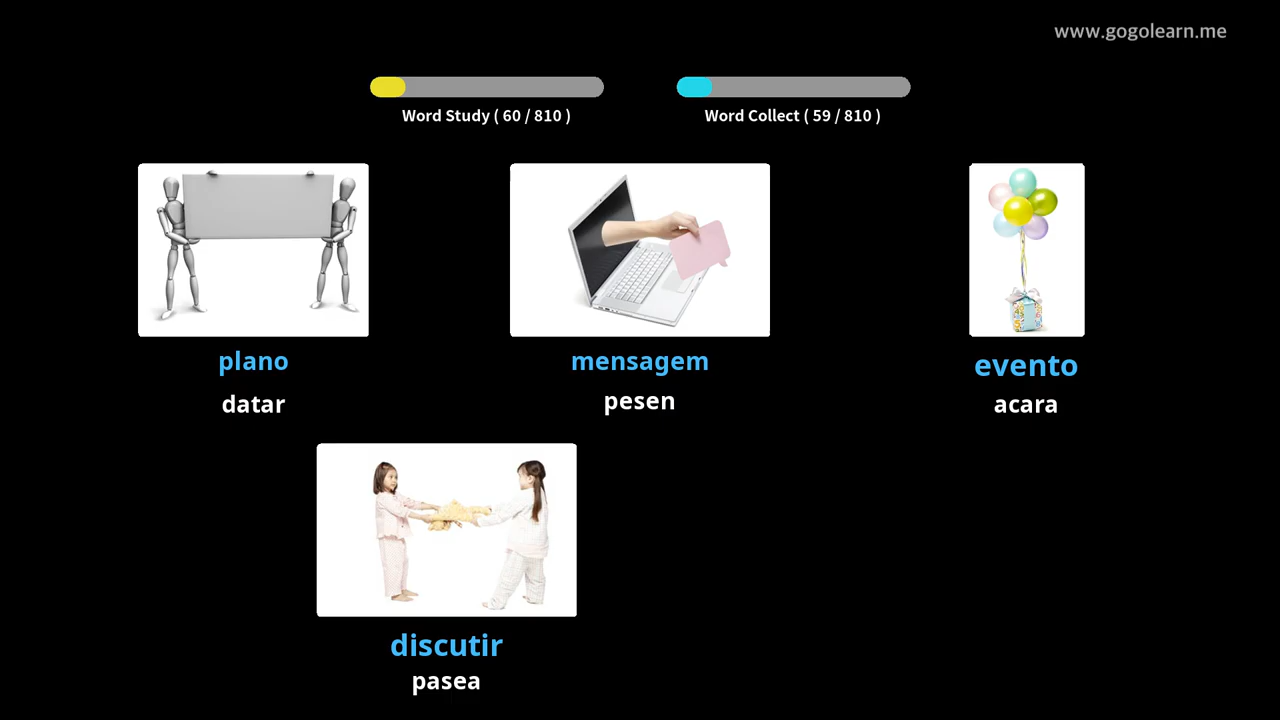 www.gogolearn.me
Word Study ( 60 / 810 )
Word Collect ( 59 / 810 )
plano
datar
mensagem
pesen
evento
acara
discutir
pasea